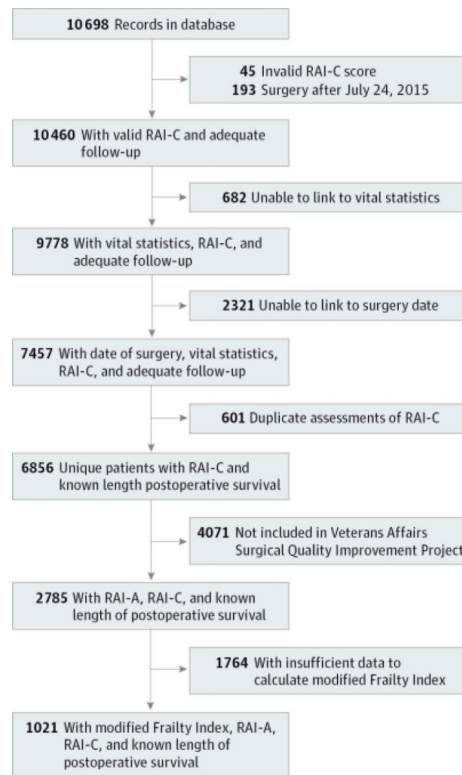 10 698 Records in database
45 Invalid RAI-C score
193 Surgery after July 24, 2015
10 460 With valid RAI-C and adequate
follow-up
682 Unable to link to vital statistics
9778 With vital statistics, RAI-C, and
adequate follow-up
2321 Unable to link to surgery date
7457 With date of surgery, vital statistics,
RAI-C, and adequate follow-up
601 Duplicate assessments of RAI-C
6856 Unique patients with RAI-C and
known length postoperative survival
4071 Not included in Veterans Affairs
Surgical Quality Improvement Project
2785 With RAI-A, RAI-C, and known
length of postoperative survival
1764 With insufficient data to
calculate modified Frailty Index
1021 With modified Frailty Index, RAI-A,
RAI-C, and known length of
postoperative survival